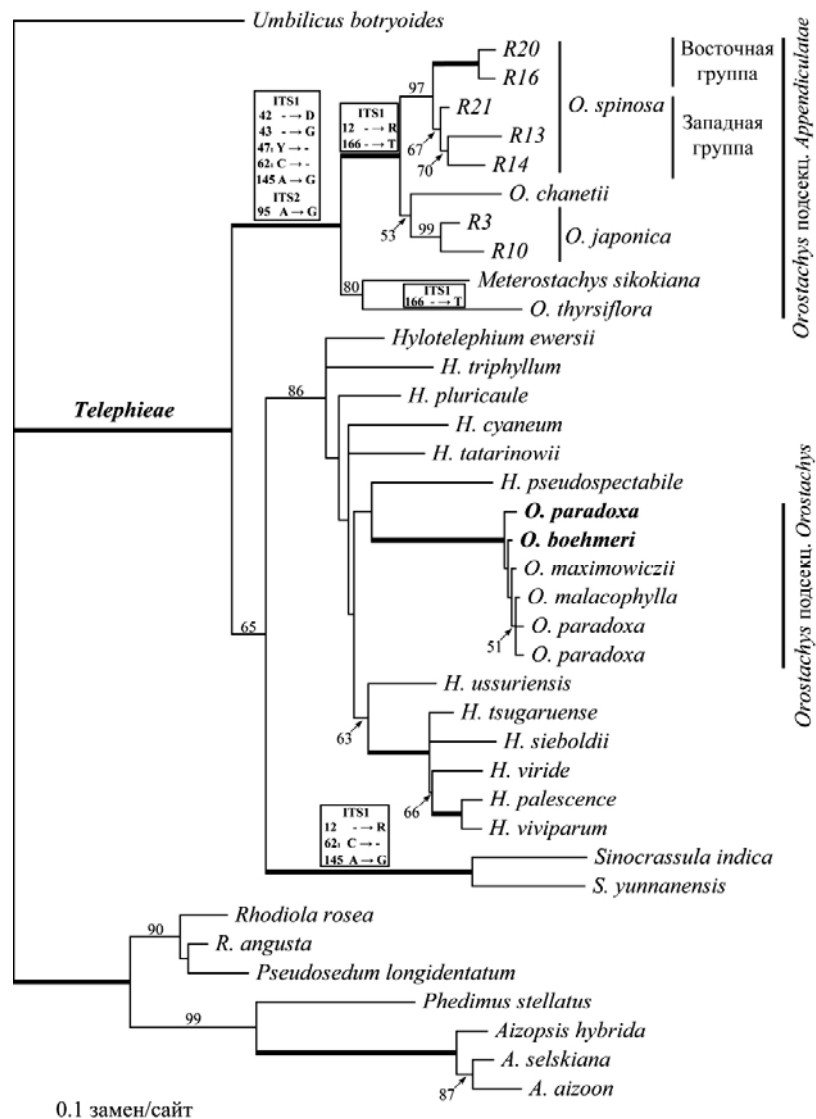 Umbilicus botryoides
R20
R16
R21
R13
R14
O. spinosa
Восточная
группа
Западная
группа
O. chanetii
R3
R10
O. japonica
Meterostachys sikokiana
O. thyrsiflora
Orostachys подсекц. Appendiculatae
ITS1
42 - → D
43 - → G
47: Y → -
62: C → -
145 A → G
ITS2
95 A → G
ITS1
12 - → R
166 - → T
97
67
70
53
99
80
ITS1
166 - → T
Telephieae
Hylotelephium ewersii
H. triphyllum
H. pluricaule
H. cyaneum
H. tatarinowii
H. pseudospectabile
O. paradoxa
O. boehmeri
O. maximowiczii
O. malacophylla
O. paradoxa
O. paradoxa
Orostachys подсекц. Orostachys
86
65
51
H. ussuriensis
H. tsugaruense
H. sieboldii
H. viride
H. palescence
H. viviparum
63
66
ITS1
12 - → R
62: C → -
145 A → G
Sinocrassula indica
S. yunnanensis
Rhodiola rosea
90
R. angusta
Pseudosedum longidentatum
Phedimus stellatus
99
Aizopsis hybrida
A. selskiana
87
A. aizoon
0.1 замен/сайт